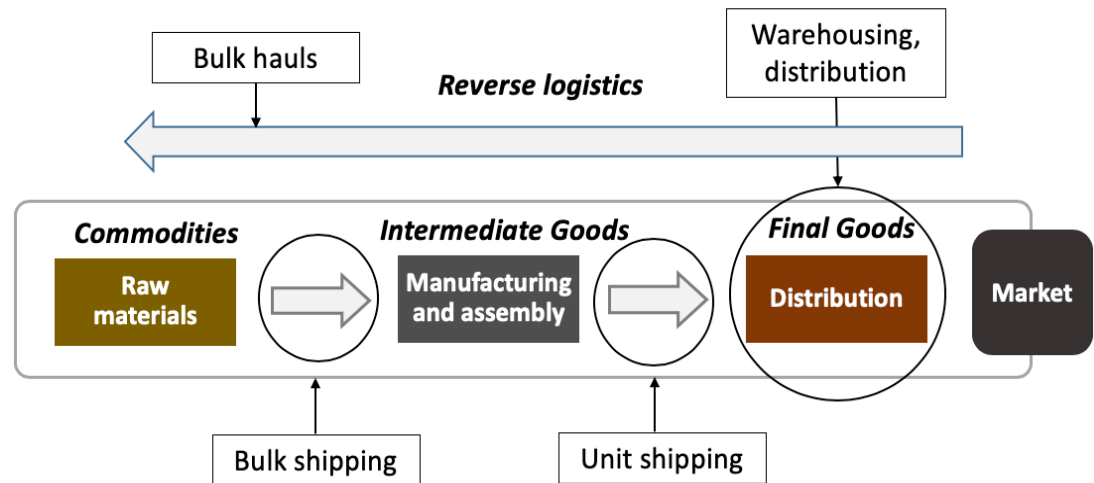 Bulk hauls
Warehousing,
distribution
Reverse logistics
Commodities
Intermediate Goods
Final Goods
Raw
materials
Manufacturing
and assembly
Distribution
Market
Bulk shipping
Unit shipping